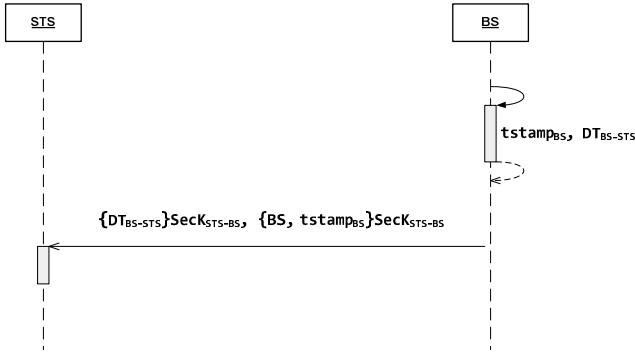 STS
BS
tstampBS, DTBS-STS
{DTBS-STS}SecKSTS-BS, {BS, tstampBS}SecKSTS-BS